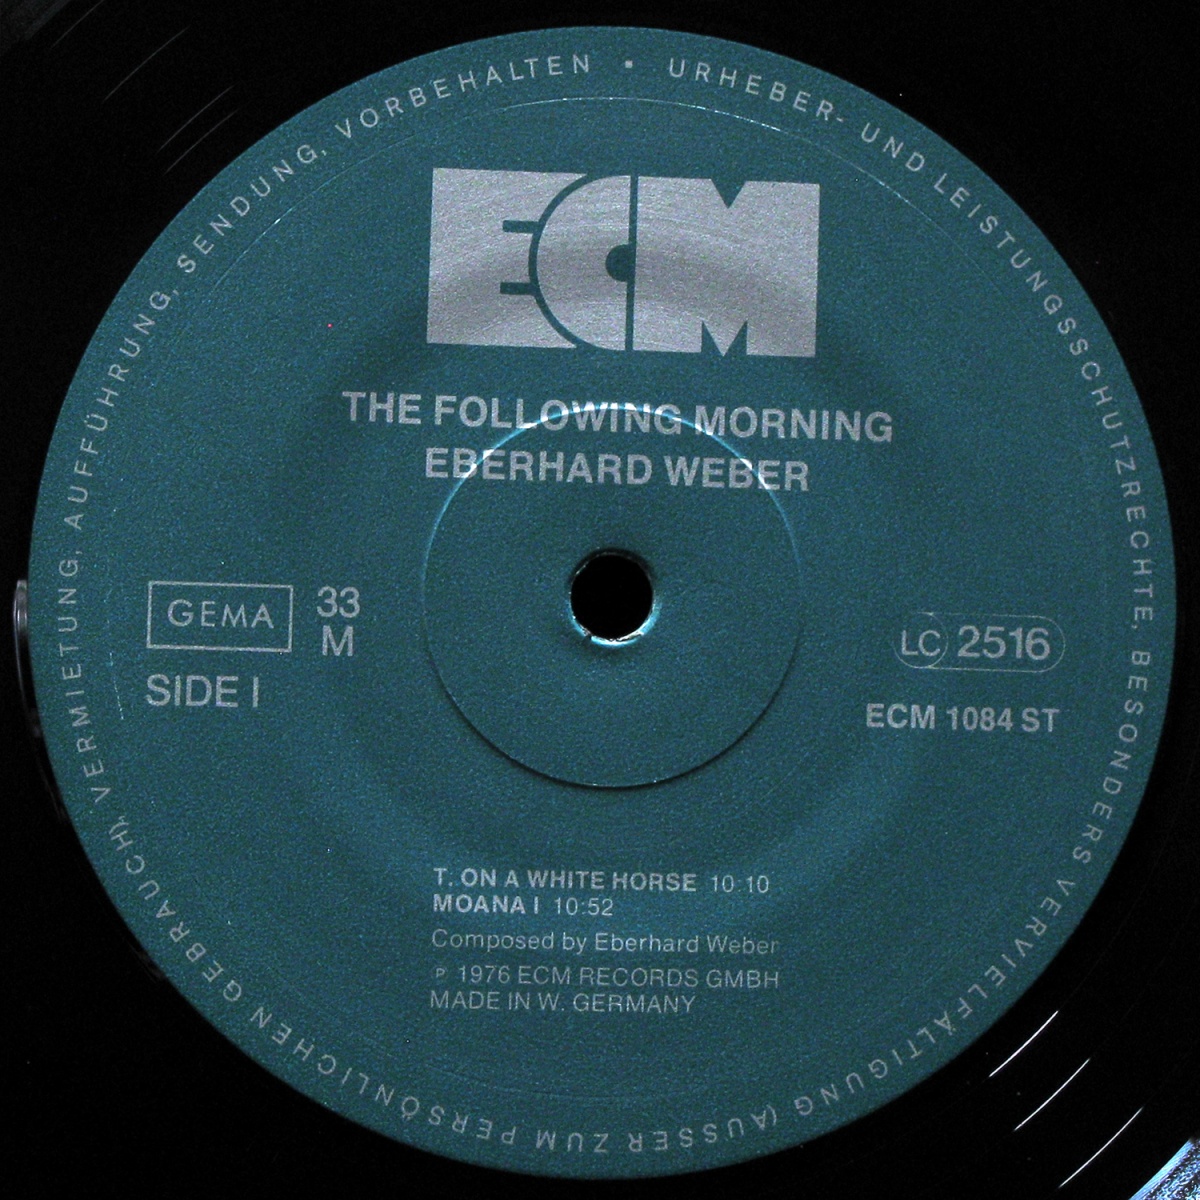 URHEBER- UND LEISTUNGSSCHUTZRECHTE, BESONDERS VERVIELFÄLTIGUNG (AUSSER ZUM PERSÖNLICHEN GEBRAUCH), VERMIETUNG, AUFFÜHRUNG, SENDUNG, VORBEHALTEN •
ECM
THE FOLLOWING MORNING
EBERHARD WEBER
GEMA
33
M
SIDE I
LC 2516
ECM 1084 ST
T. ON A WHITE HORSE 10:10
MOANA I 10:52
Composed by Eberhard Weber
℗ 1976 ECM RECORDS GMBH
MADE IN W. GERMANY